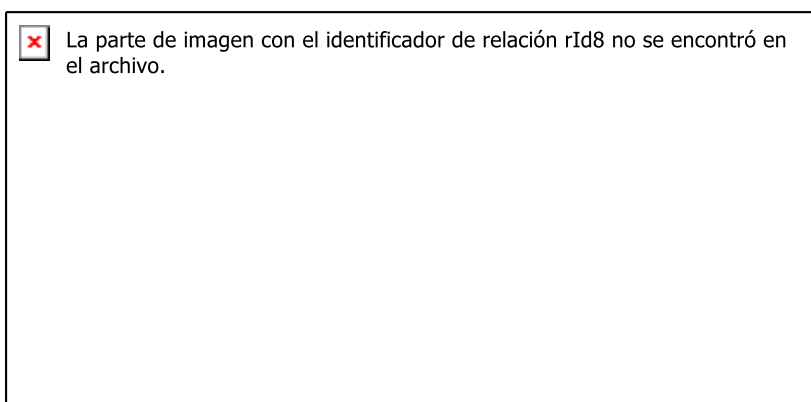 La parte de imagen con el identificador de relación rId8 no se encontró en
el archivo.